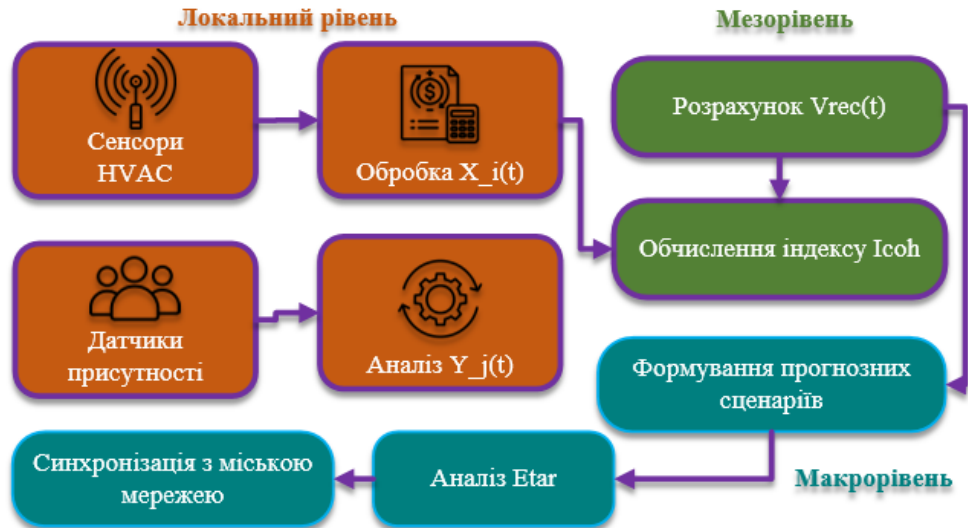 Локальний рівень
Мезорівень
Сенсори
HVAC
Обробка X_i(t)
Розрахунок Vrec(t)
Обчислення індексу Icoh
Датчики
присутності
Аналіз Y_j(t)
Формування прогнозних
сценаріїв
Синхронізація з міською
мережею
Аналіз Etar
Макрорівень